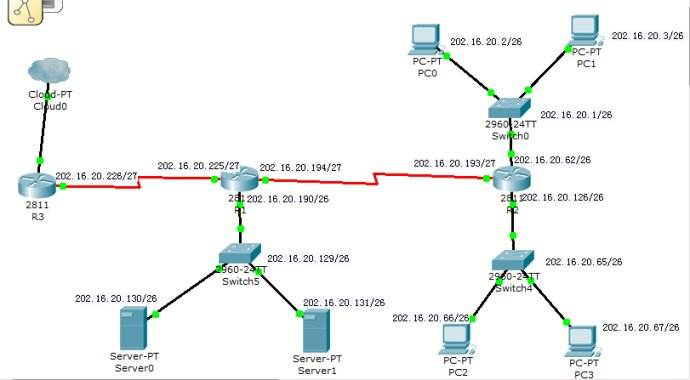 202.16.20.2/26
202.16.20.3/26
PC-PT
PC0
PC-PT
PC1
Cloud-PT
Cloud0
2960-24TT
Switch0
202.16.20.1/26
202.16.20.226/27
202.16.20.225/27
202.16.20.194/27
202.16.20.193/27
202.16.20.62/26
2811
R3
2811
R1
202.16.20.190/26
2811
R2
202.16.20.126/26
2960-24TT
Switch5
202.16.20.129/26
2960-24TT
Switch4
202.16.20.65/26
202.16.20.130/26
202.16.20.131/26
202.16.20.66/26
202.16.20.67/26
Server-PT
Server0
Server-PT
Server1
PC-PT
PC2
PC-PT
PC3